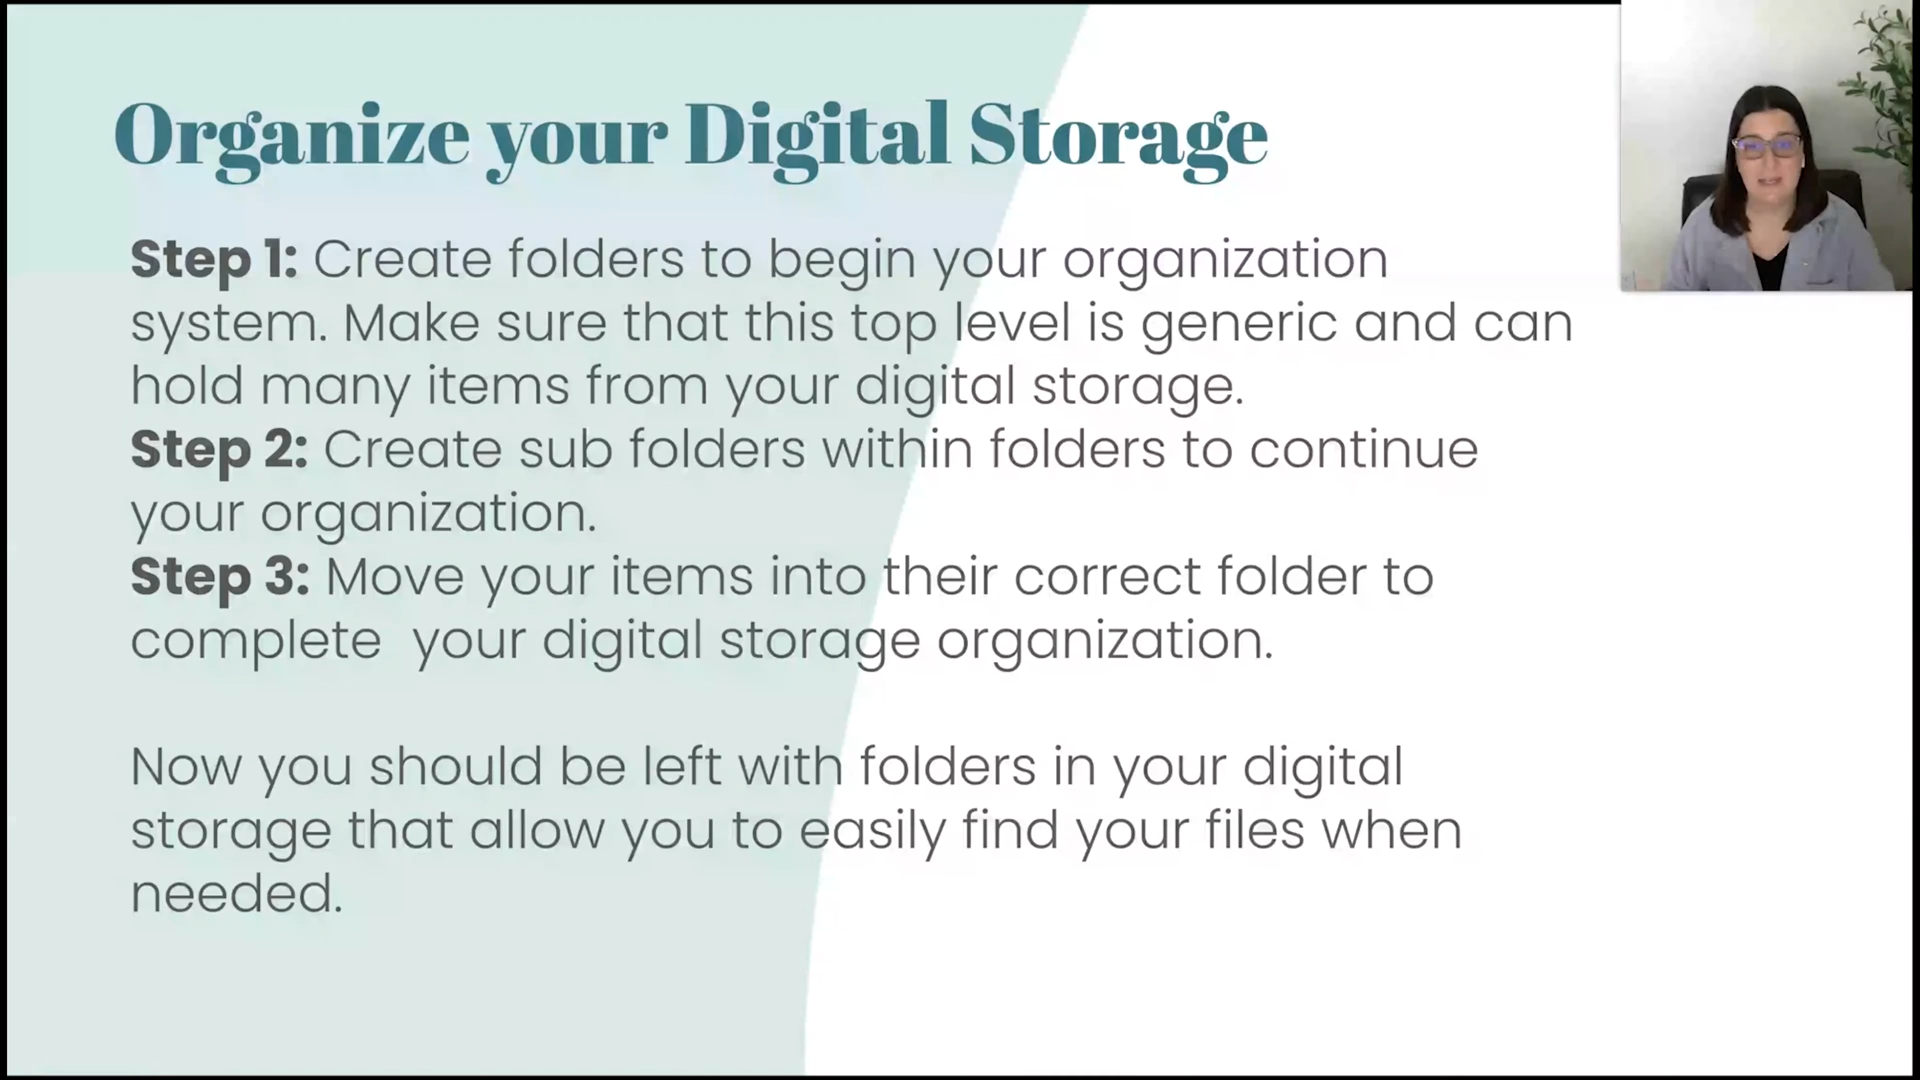 Organize your Digital Storage
Step 1: Create folders to begin your organization
system. Make sure that this top level is generic and can
hold many items from your digital storage.
Step 2: Create sub folders within folders to continue
your organization.
Step 3: Move your items into their correct folder to
complete  your digital storage organization.
Now you should be left with folders in your digital
storage that allow you to easily find your files when
needed.